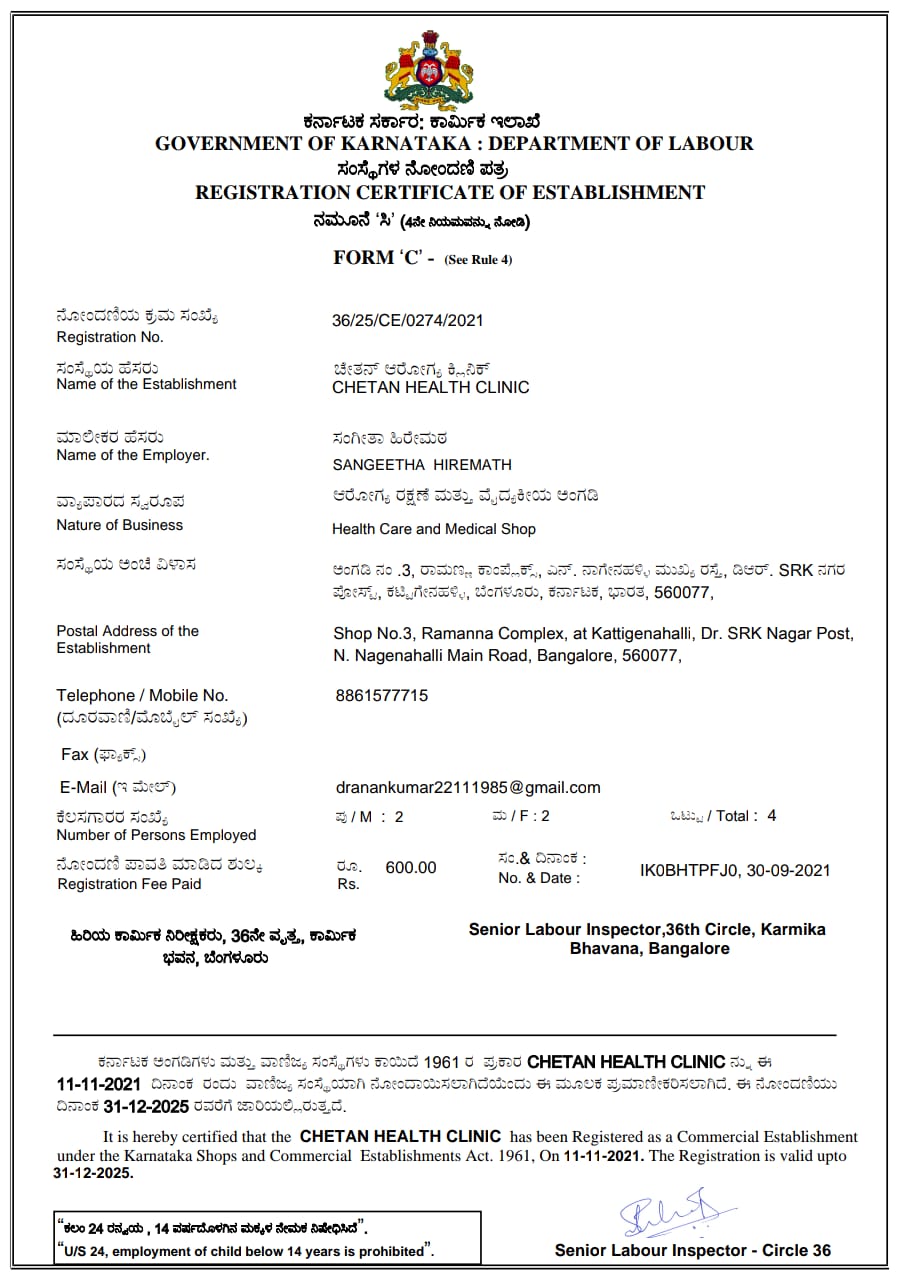 ಕರ್ನಾಟಕ ಸರ್ಕಾರ: ಕಾರ್ಮಿಕ ಇಲಾಖೆ
GOVERNMENT OF KARNATAKA : DEPARTMENT OF LABOUR
ಸಂಸ್ಥೆಗಳ ನೋಂದಣಿ ಪತ್ರ
REGISTRATION CERTIFICATE OF ESTABLISHMENT
ನಮೂನೆ ‘ಸಿ’ (4ನೇ ನಿಯಮವನ್ನು ನೋಡಿ)
FORM ‘C’ - (See Rule 4)
ನೋಂದಣಿಯ ಕ್ರಮ ಸಂಖ್ಯೆ
Registration No.
36/25/CE/0274/2021
ಸಂಸ್ಥೆಯ ಹೆಸರು
Name of the Establishment
ಚೇತನ್ ಆರೋಗ್ಯ ಕ್ಲಿನಿಕ್
CHETAN HEALTH CLINIC
ಮಾಲೀಕರ ಹೆಸರು
Name of the Employer.
ಸಂಗೀತಾ ಹಿರೇಮಠ
SANGEETHA HIREMATH
ವ್ಯಾಪಾರದ ಸ್ವರೂಪ
Nature of Business
ಆರೋಗ್ಯ ರಕ್ಷಣೆ ಮತ್ತು ವೈದ್ಯಕೀಯ ಅಂಗಡಿ
Health Care and Medical Shop
ಸಂಸ್ಥೆಯ ಅಂಚೆ ವಿಳಾಸ
ಅಂಗಡಿ ನಂ .3, ರಾಮಣ್ಣ ಕಾಂಪ್ಲೆಕ್ಸ್, ಎನ್. ನಾಗೇನಹಳ್ಳಿ ಮುಖ್ಯ ರಸ್ತೆ, ಡಿಆರ್. SRK ನಗರ
ಪೋಸ್ಟ್, ಕಟ್ಟಿಗೇನಹಳ್ಳಿ, ಬೆಂಗಳೂರು, ಕರ್ನಾಟಕ, ಭಾರತ, 560077,
Postal Address of the
Establishment
Shop No.3, Ramanna Complex, at Kattigenahalli, Dr. SRK Nagar Post,
N. Nagenahalli Main Road, Bangalore, 560077,
Telephone / Mobile No.
(ದೂರವಾಣಿ/ಮೊಬೈಲ್ ಸಂಖ್ಯೆ)
8861577715
Fax (ಫ್ಯಾಕ್ಸ್)
E-Mail (ಇ ಮೇಲ್)
dranankumar22111985@gmail.com
ಕೆಲಸಗಾರರ ಸಂಖ್ಯೆ
Number of Persons Employed
ಪು / M : 2 ಮ / F : 2 ಒಟ್ಟು / Total : 4
ನೋಂದಣಿ ಪಾವತಿ ಮಾಡಿದ ಶುಲ್ಕ
Registration Fee Paid
ರೂ.
Rs.
600.00
ಸಂ.& ದಿನಾಂಕ :
No. & Date :
IK0BHTPFJ0, 30-09-2021
ಹಿರಿಯ ಕಾರ್ಮಿಕ ನಿರೀಕ್ಷಕರು, 36ನೇ ವೃತ್ತ, ಕಾರ್ಮಿಕ
ಭವನ, ಬೆಂಗಳೂರು
Senior Labour Inspector,36th Circle, Karmika
Bhavana, Bangalore
ಕರ್ನಾಟಕ ಅಂಗಡಿಗಳು ಮತ್ತು ವಾಣಿಜ್ಯ ಸಂಸ್ಥೆಗಳು ಕಾಯಿದೆ 1961 ರ ಪ್ರಕಾರ CHETAN HEALTH CLINIC ನ್ನು ಈ
11-11-2021 ದಿನಾಂಕ ರಂದು ವಾಣಿಜ್ಯ ಸಂಸ್ಥೆಯಾಗಿ ನೋಂದಾಯಿಸಲಾಗಿದೆಯೆಂದು ಈ ಮೂಲಕ ಪ್ರಮಾಣೀಕರಿಸಲಾಗಿದೆ. ಈ ನೋಂದಣಿಯು
ದಿನಾಂಕ 31-12-2025 ರವರೆಗೆ ಜಾರಿಯಲ್ಲಿರುತ್ತದೆ.
It is hereby certified that the CHETAN HEALTH CLINIC has been Registered as a Commercial Establishment
under the Karnataka Shops and Commercial Establishments Act. 1961, On 11-11-2021. The Registration is valid upto
31-12-2025.
“ಕಲಂ 24 ರನ್ವಯ , 14 ವರ್ಷದೊಳಗಿನ ಮಕ್ಕಳ ನೇಮಕ ನಿಷೇಧಿಸಿದೆ”.
“U/S 24, employment of child below 14 years is prohibited”.
Senior Labour Inspector - Circle 36